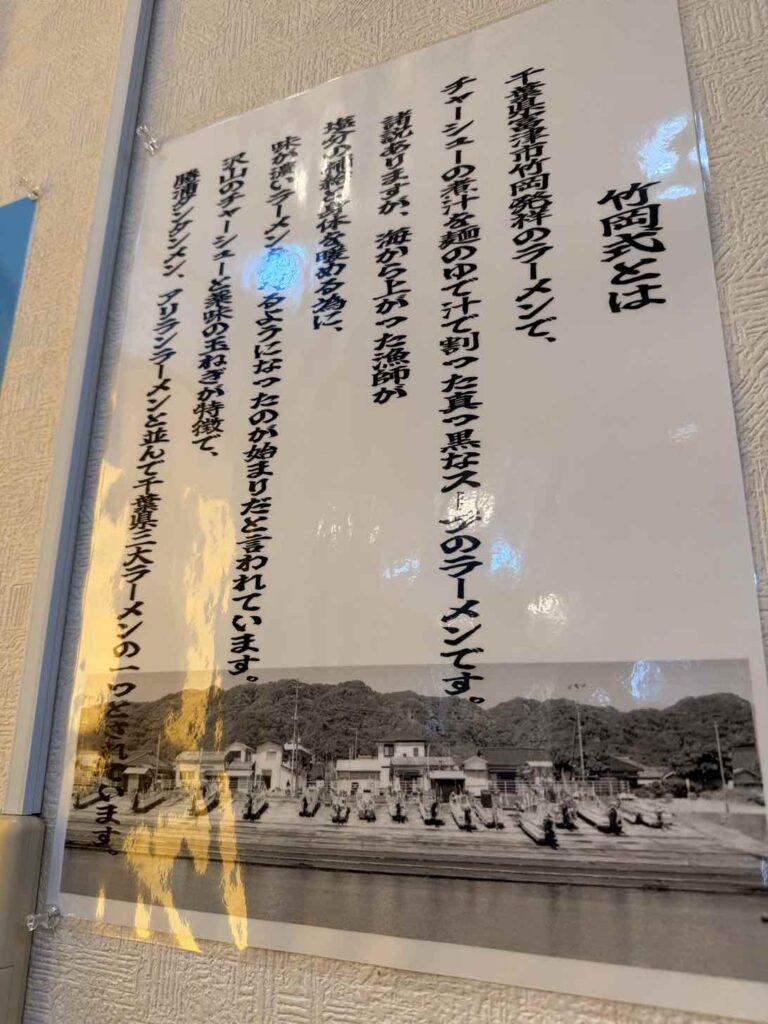 竹岡式とは
千葉県富津市竹岡発祥のラーメンで、
チャーシューの煮汁を麺のゆで汁で割った真っ黒なスープのラーメンです。
諸説ありますが、海から上がった漁師が
塩分の補給と身体を暖める為に、
味が濃いラーメンを るようになったのが始まりだと言われています。
沢山のチャーシューと薬味の玉ねぎが特徴で、
勝浦タンタンメン、アリランラーメンと並んで千葉県三大ラーメンの一つとされています。